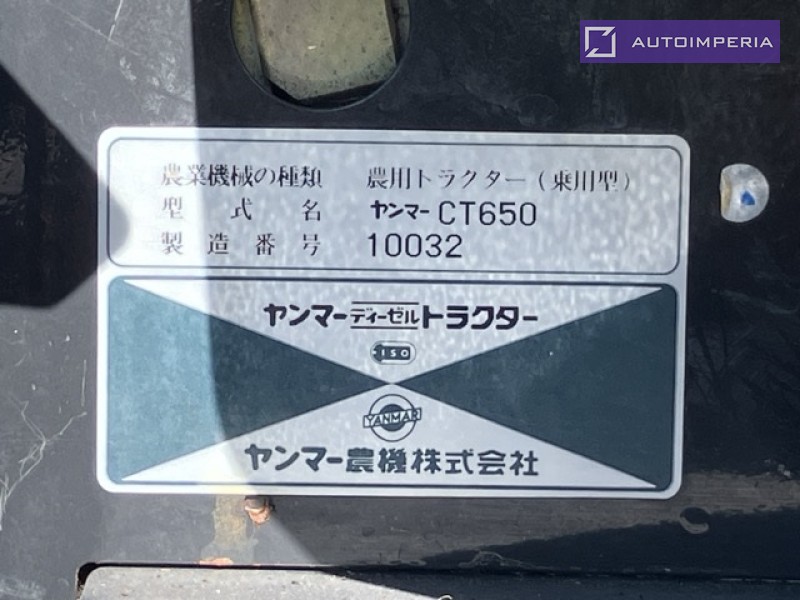 AUTOIMPERIA
農業機械の種類 農用トラクター(乗用型)
型式名 ヤンマー CT650
製造番号 10032
ヤンマーディーゼルトラクター
ISO
YANMAR
ヤンマー農機株式会社